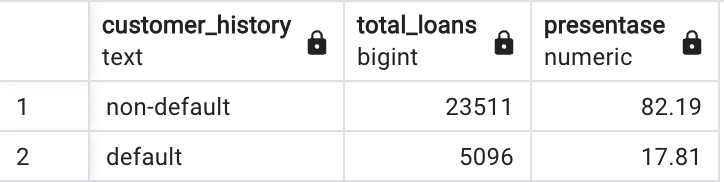 customer_history total_loans presentase
text bigint numeric
1 non-default 23511 82.19
2 default 5096 17.81